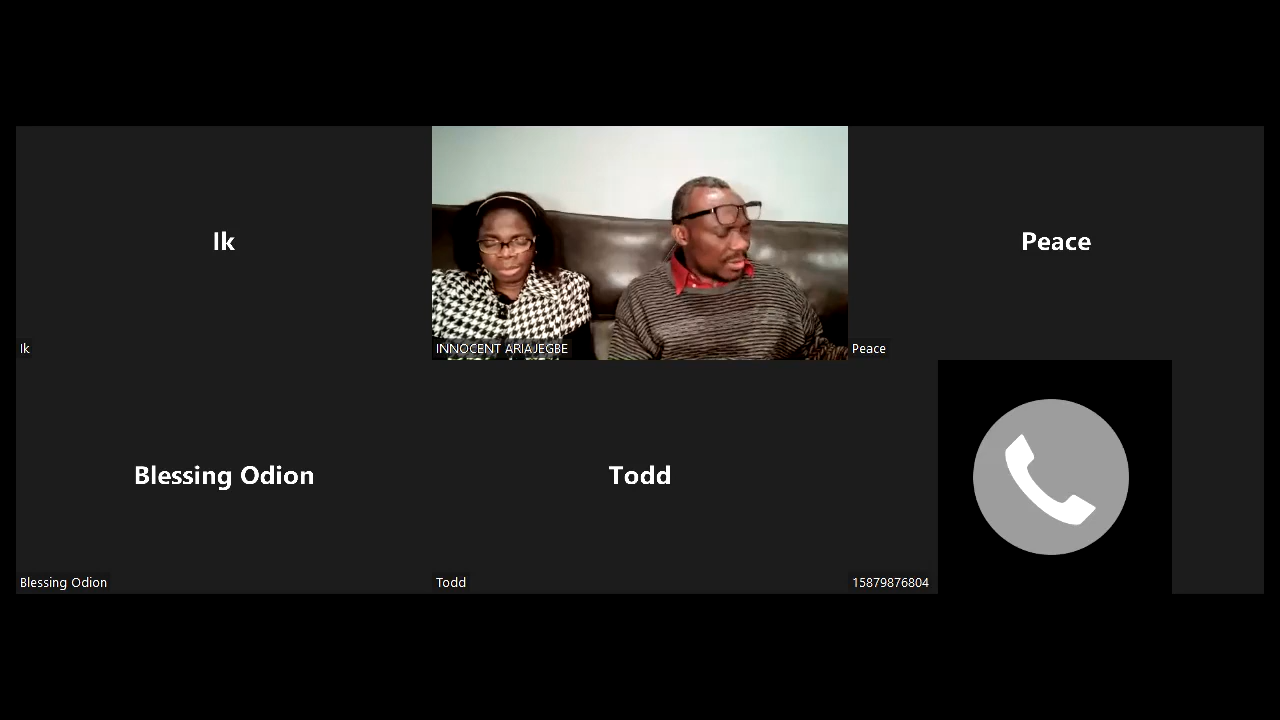 Ik
Peace
Ik
INNOCENT ARIAJEGBE
Peace
Blessing Odion
Todd
Blessing Odion
Todd
15879876804